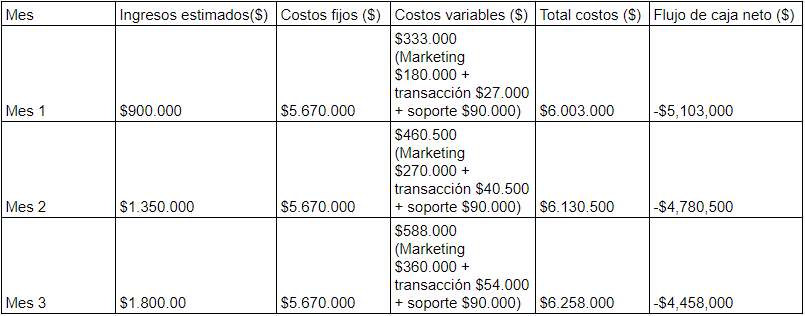 Mes Ingresos estimados($) Costos fijos ($) Costos variables ($) Total costos ($) Flujo de caja neto ($)
$333.000
(Marketing
$180.000 +
transacción $27.000
Mes 1 $900.000 $5.670.000 + soporte $90.000) $6.003.000 -$5,103,000
$460.500
(Marketing
$270.000 +
transacción $40.500
Mes 2 $1.350.000 $5.670.000 + soporte $90.000) $6.130.500 -$4,780,500
$588.000
(Marketing
$360.000 +
transacción $54.000
Mes 3 $1.800.00 $5.670.000 + soporte $90.000) $6.258.000 -$4,458,000